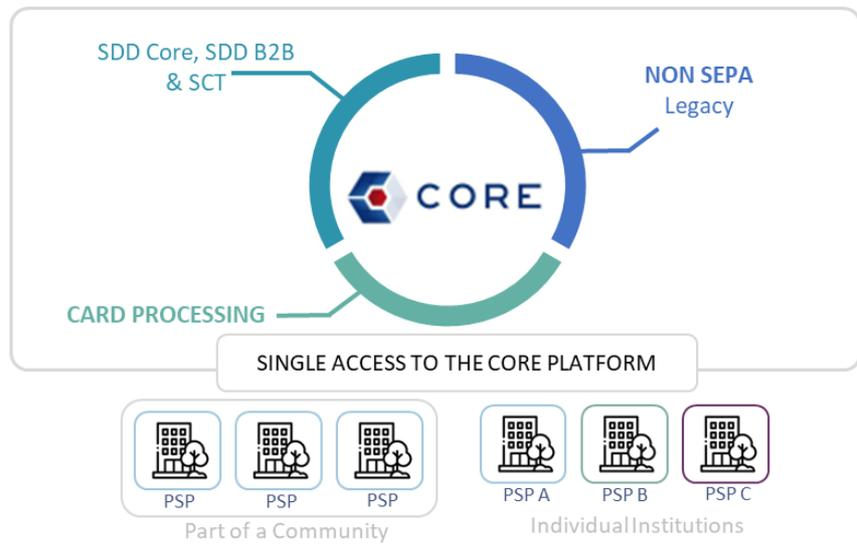 SDD Core, SDD B2B
& SCT
NON SEPA
Legacy
CORE
CARD PROCESSING
SINGLE ACCESS TO THE CORE PLATFORM
PSP
PSP
PSP
PSP A
PSP B
PSP C
Part of a Community
Individual Institutions